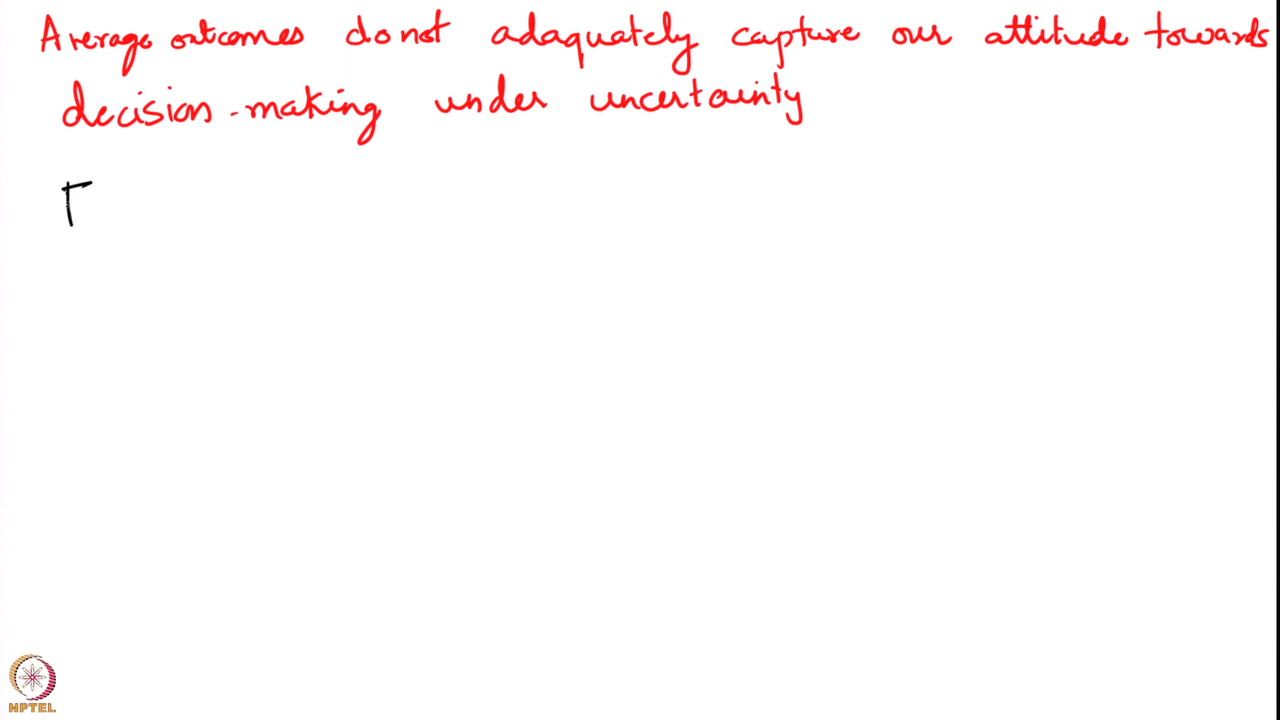 Average outcomes do not adaquately capture our attitude towards
decision-making under uncertainty
NPTEL